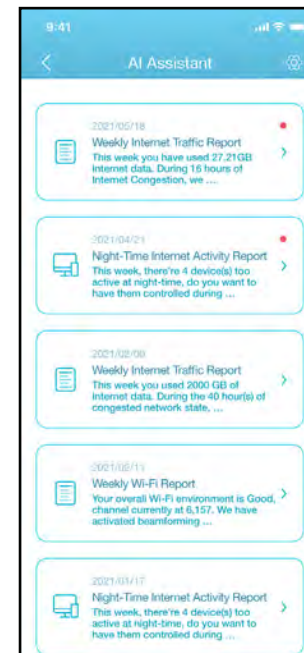 9:41
AI Assistant
2021/05/18
Weekly Internet Traffic Report
This week you have used 27.21GB
Internet data. During 15 hours of
Internet Congestion, we ...
2021/04/21
Night-Time Internet Activity Report
This week, there're 4 device(s) too
active at night-time, do you want to
have them controlled during ...
Weekly Internet Traffic Report
This week you used 2000 GB of
Internet data. During the 40 hour(s) of
congested network state, ...
Weekly Wi-Fi Report
Your overall Wi-Fi environment is Good,
channel currently at 6,157. We have
activated beamforming ...
2021/01/17
Night-Time Internet Activity Report
This week, there're 4 device(s) too
active at night-time, do you want to
have them controlled during ...